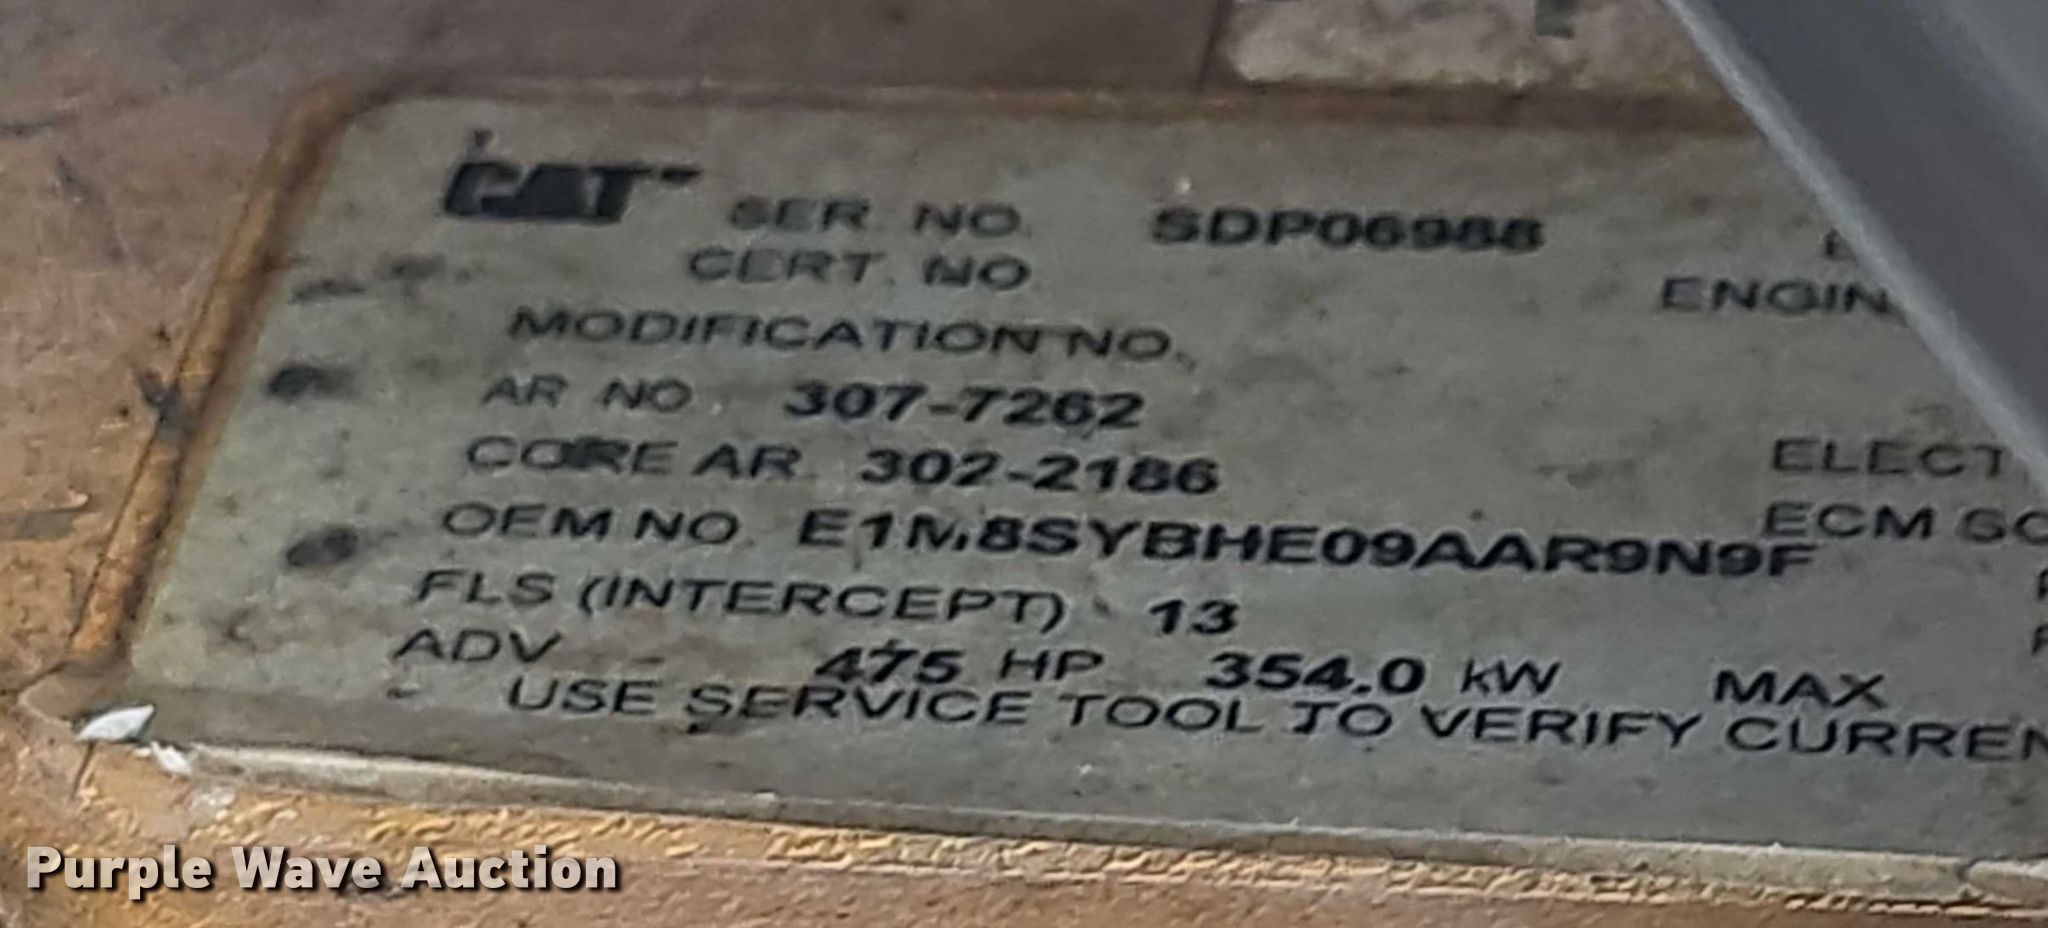 CAT SER. NO. SDP06988
CERT. NO. ENGIN
MODIFICATION NO.
AR NO. 307-7262
CORE AR 302-2186 ELECT
OEM NO. E1M8SYBHE09AAR9N9F ECM
FLS (INTERCEPT) 13
ADV 475 HP 354.0 kW MAX
USE SERVICE TOOL TO VERIFY CURREN
Purple Wave Auction